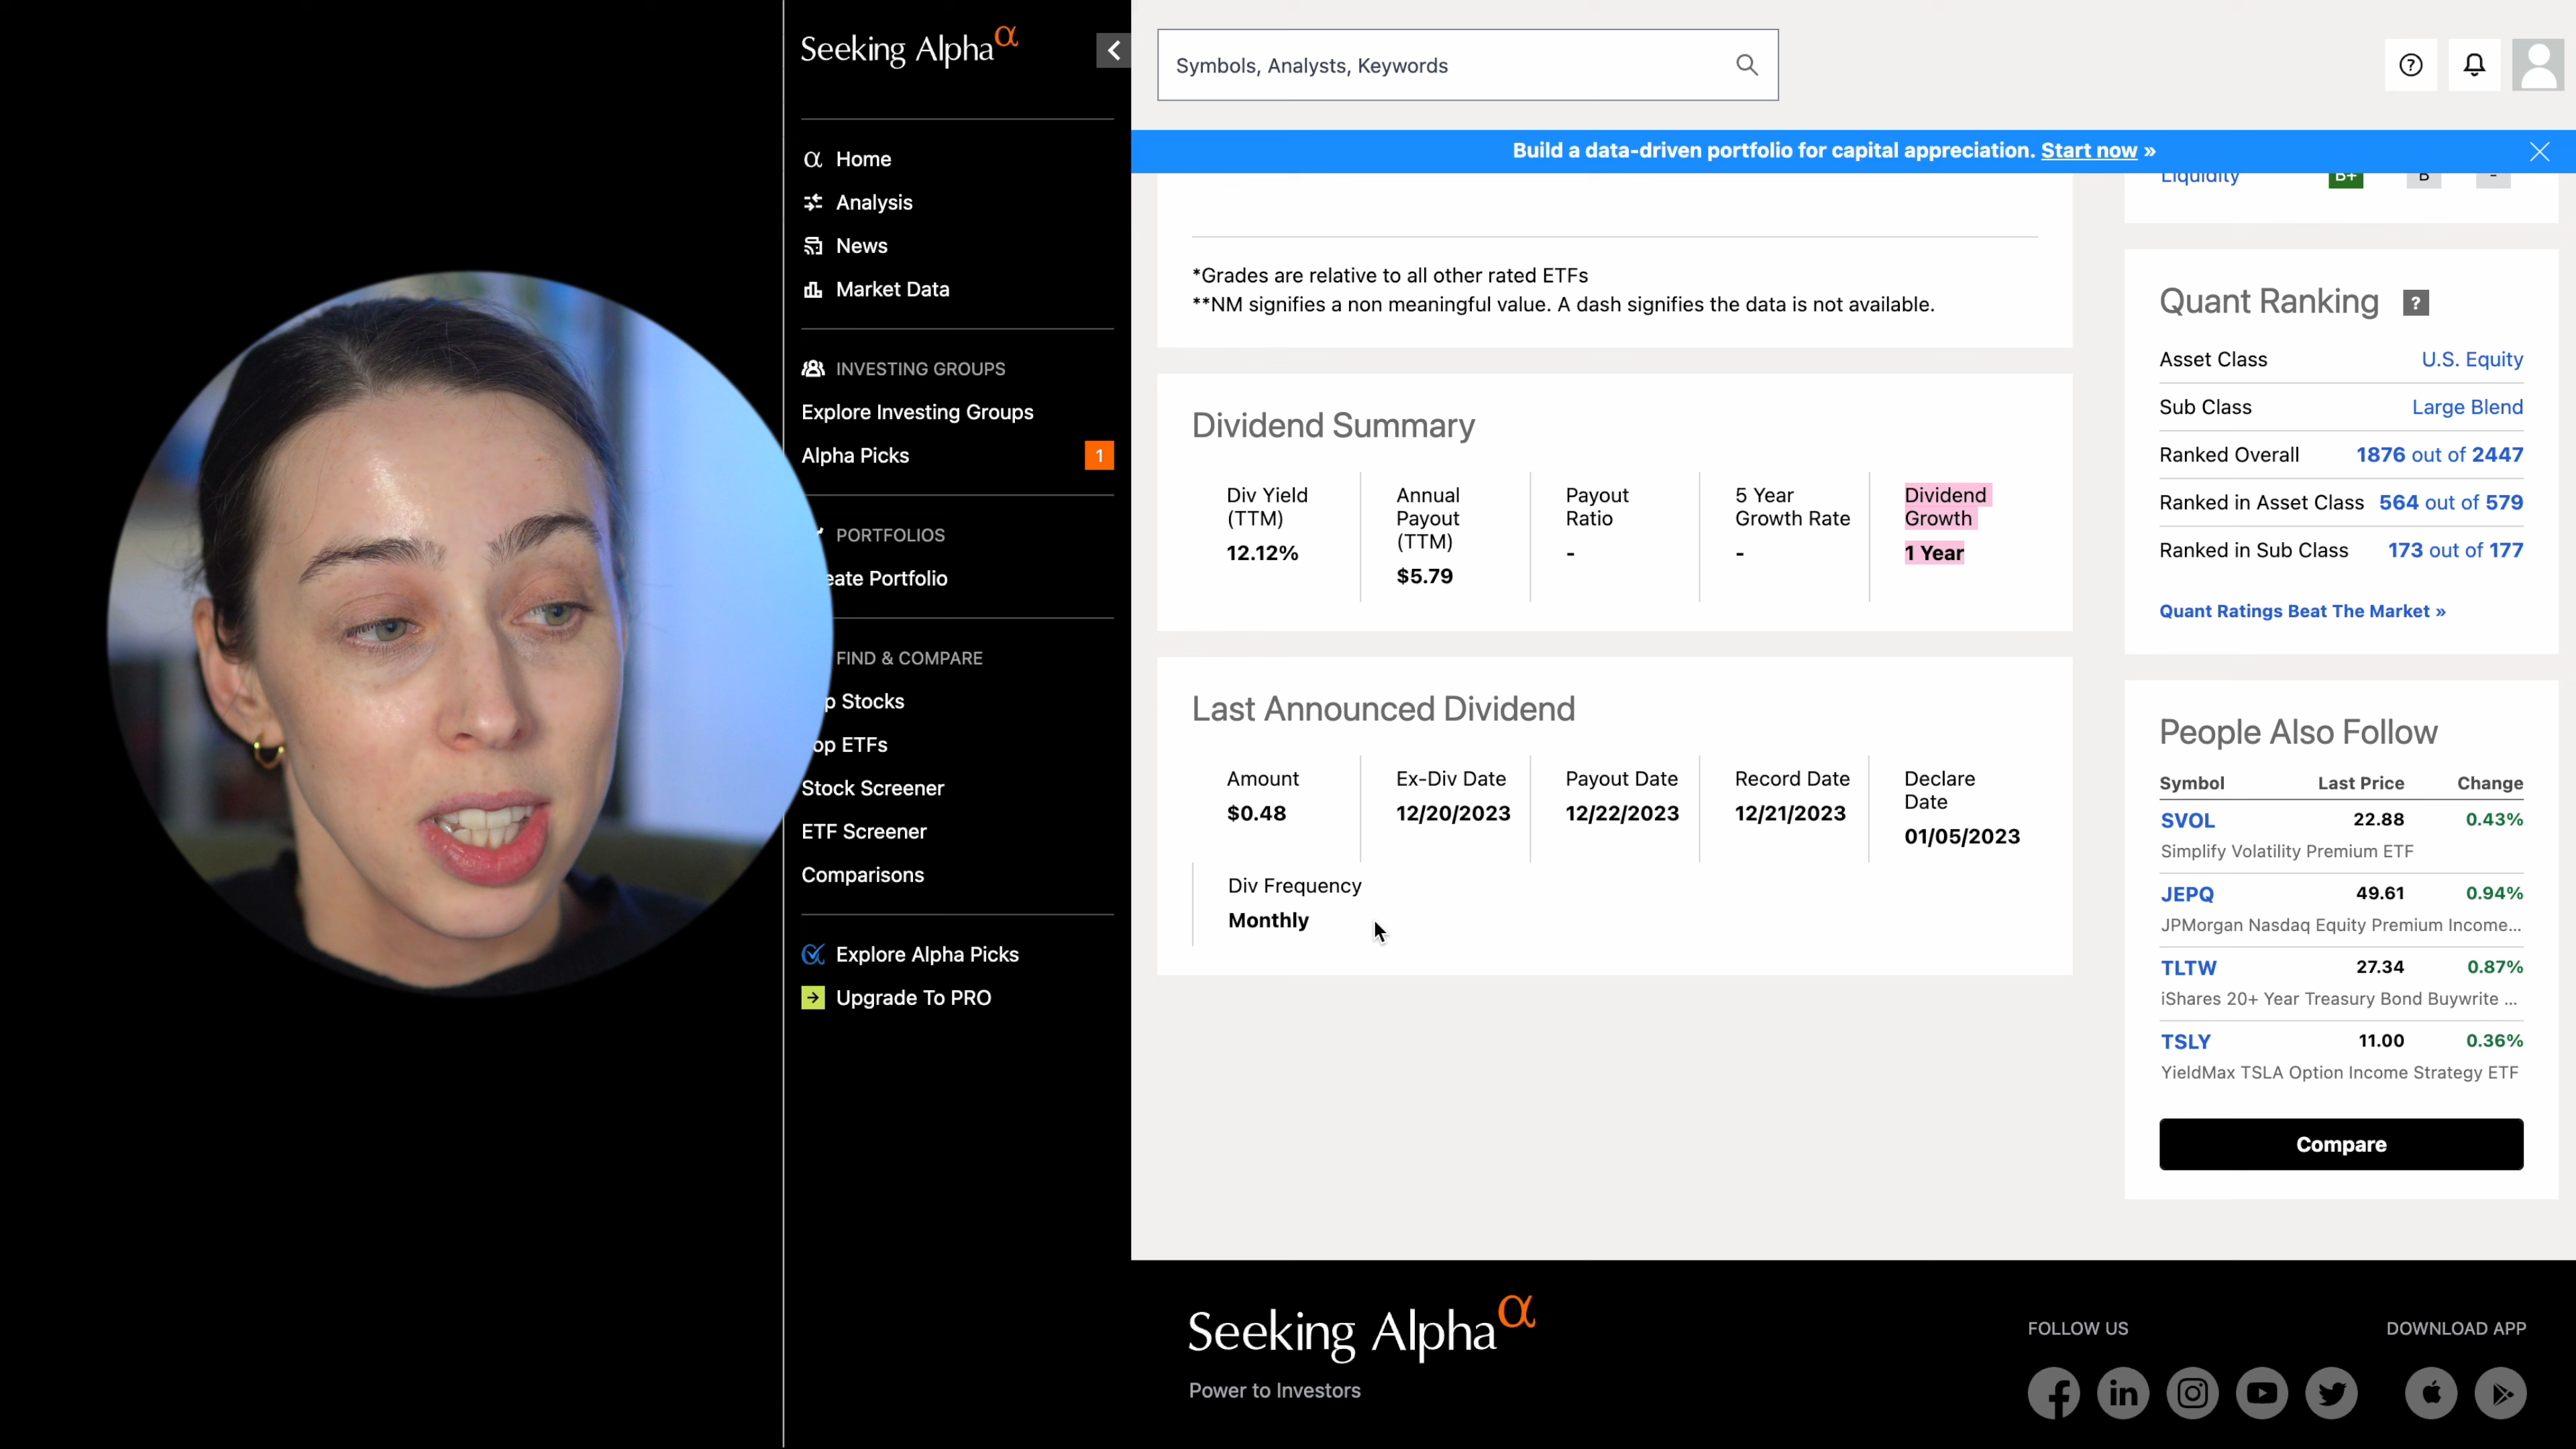 Seeking Alpha α
Home
Analysis
News
Market Data
INVESTING GROUPS
Explore Investing Groups
Alpha Picks 1
PORTFOLIOS
eate Portfolio
FIND & COMPARE
p Stocks
op ETFs
Stock Screener
ETF Screener
Comparisons
Explore Alpha Picks
Upgrade To PRO
Symbols, Analysts, Keywords
Build a data-driven portfolio for capital appreciation. Start now »
*Grades are relative to all other rated ETFs
**NM signifies a non meaningful value. A dash signifies the data is not available.
Dividend Summary
Div Yield
(TTM)
12.12%
Annual
Payout
(TTM)
$5.79
Payout
Ratio
-
5 Year
Growth Rate
-
Dividend
Growth
1 Year
Last Announced Dividend
Amount
$0.48
Ex-Div Date
12/20/2023
Payout Date
12/22/2023
Record Date
12/21/2023
Declare
Date
01/05/2023
Div Frequency
Monthly
Liquidity B+ B -
Quant Ranking ?
Asset Class U.S. Equity
Sub Class Large Blend
Ranked Overall 1876 out of 2447
Ranked in Asset Class 564 out of 579
Ranked in Sub Class 173 out of 177
Quant Ratings Beat The Market »
People Also Follow
Symbol Last Price Change
SVOL 22.88 0.43%
Simplify Volatility Premium ETF
JEPQ 49.61 0.94%
JPMorgan Nasdaq Equity Premium Income...
TLTW 27.34 0.87%
iShares 20+ Year Treasury Bond Buywrite ...
TSLY 11.00 0.36%
YieldMax TSLA Option Income Strategy ETF
Compare
Seeking Alpha α
Power to Investors
FOLLOW US
DOWNLOAD APP